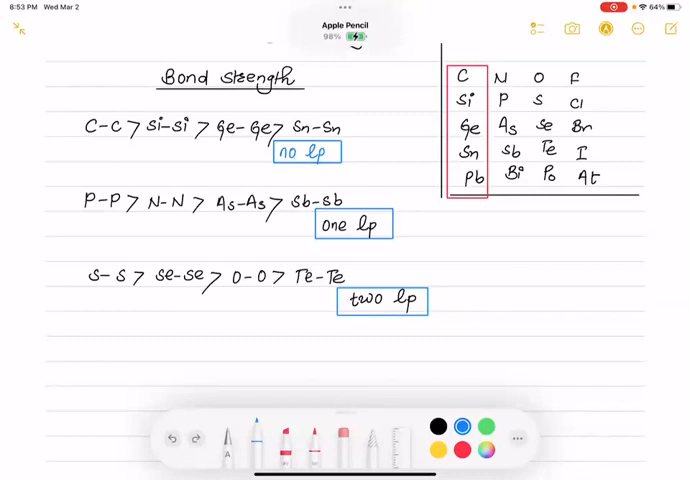 8:53 PM Wed Mar 2
64%
Apple Pencil
98%
Bond strength
C-C > Si-Si > Ge-Ge > Sn-Sn
no lp
P-P > N-N > As-As > Sb-Sb
one lp
S-S > Se-Se > O-O > Te-Te
two lp
C N O F
Si P S Cl
Ge As Se Br
Sn Sb Te I
Pb Bi Po At
A